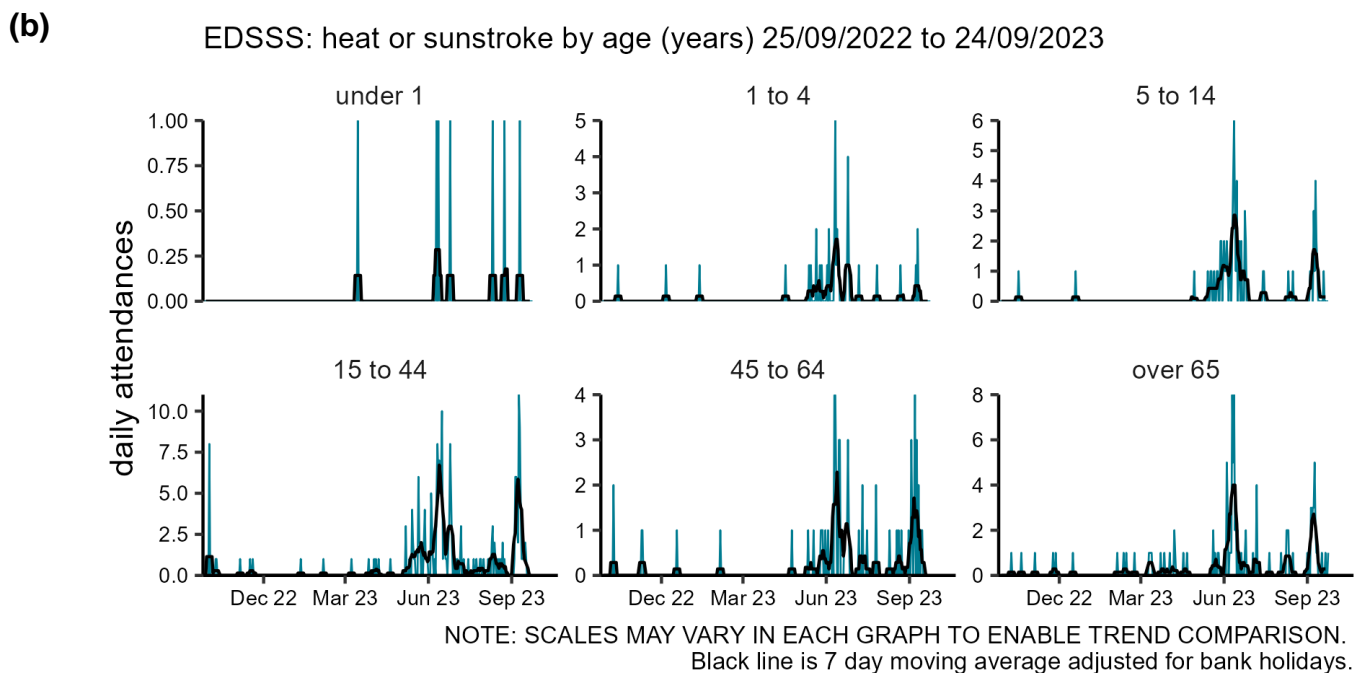 (b)
EDSSS: heat or sunstroke by age (years) 25/09/2022 to 24/09/2023
daily attendances
under 1
1.00
0.75
0.50
0.25
0.00
1 to 4
5
4
3
2
1
0
5 to 14
6
5
4
3
2
1
0
15 to 44
10.0
7.5
5.0
2.5
0.0
Dec 22 Mar 23 Jun 23 Sep 23
45 to 64
4
3
2
1
0
Dec 22 Mar 23 Jun 23 Sep 23
over 65
8
6
4
2
0
Dec 22 Mar 23 Jun 23 Sep 23
NOTE: SCALES MAY VARY IN EACH GRAPH TO ENABLE TREND COMPARISON.
Black line is 7 day moving average adjusted for bank holidays.